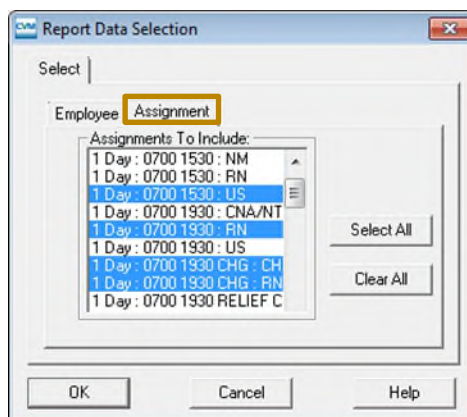 CVM Report Data Selection
Select
Employee Assignment
Assignments To Include:
1 Day : 0700 1530 : NM
1 Day : 0700 1530 : RN
1 Day : 0700 1530 : US
1 Day : 0700 1930 : CNA/NT
1 Day : 0700 1930 : RN
1 Day : 0700 1930 : US
1 Day : 0700 1930 CHG : CH
1 Day : 0700 1930 CHG : RN
1 Day : 0700 1930 RELIEF C
Select All
Clear All
OK Cancel Help